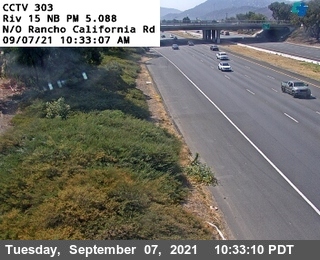 CCTV 303
Riv 15 NB PM 5.088
N/O Rancho California Rd
09/07/21 10:33:07 AM
Tuesday, September 07, 2021 10:33:10 PDT